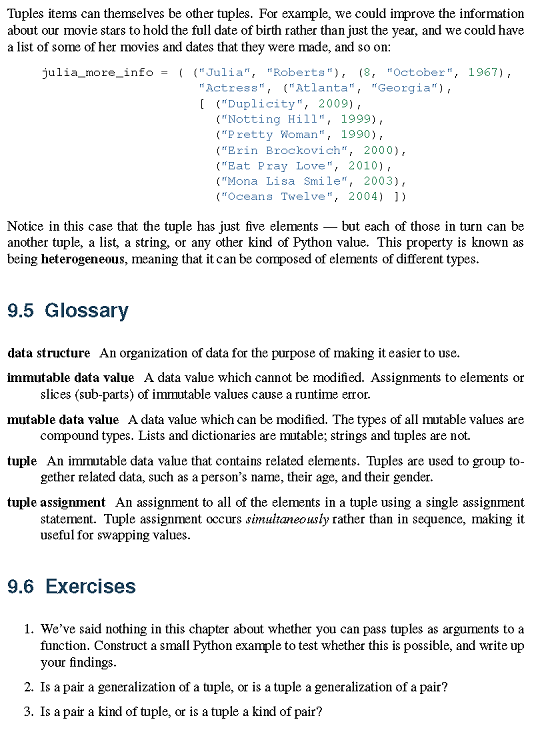 Tuples items can themselves be other tuples. For example, we could improve the information
about our movie stars to hold the full date of birth rather than just the year, and we could have
a list of some of her movies and dates that they were made, and so on:
julia_more_info = ( ("Julia", "Roberts"), (8, "October", 1967),
"Actress", ("Atlanta", "Georgia"),
[ ("Duplicity", 2009),
("Notting Hill", 1999),
("Pretty Woman", 1990),
("Erin Brockovich", 2000),
("Eat Pray Love", 2010),
("Mona Lisa Smile", 2003),
("Oceans Twelve", 2004) ])
Notice in this case that the tuple has just five elements — but each of those in turn can be
another tuple, a list, a string, or any other kind of Python value. This property is known as
being heterogeneous, meaning that it can be composed of elements of different types.
9.5 Glossary
data structure An organization of data for the purpose of making it easier to use.
immutable data value A data value which cannot be modified. Assignments to elements or
slices (sub-parts) of immutable values cause a runtime error.
mutable data value A data value which can be modified. The types of all mutable values are
compound types. Lists and dictionaries are mutable; strings and tuples are not.
tuple An immutable data value that contains related elements. Tuples are used to group to-
gether related data, such as a person's name, their age, and their gender.
tuple assignment An assignment to all of the elements in a tuple using a single assignment
statement. Tuple assignment occurs simultaneously rather than in sequence, making it
useful for swapping values.
9.6 Exercises
1. We've said nothing in this chapter about whether you can pass tuples as arguments to a
function. Construct a small Python example to test whether this is possible, and write up
your findings.
2. Is a pair a generalization of a tuple, or is a tuple a generalization of a pair?
3. Is a pair a kind of tuple, or is a tuple a kind of pair?